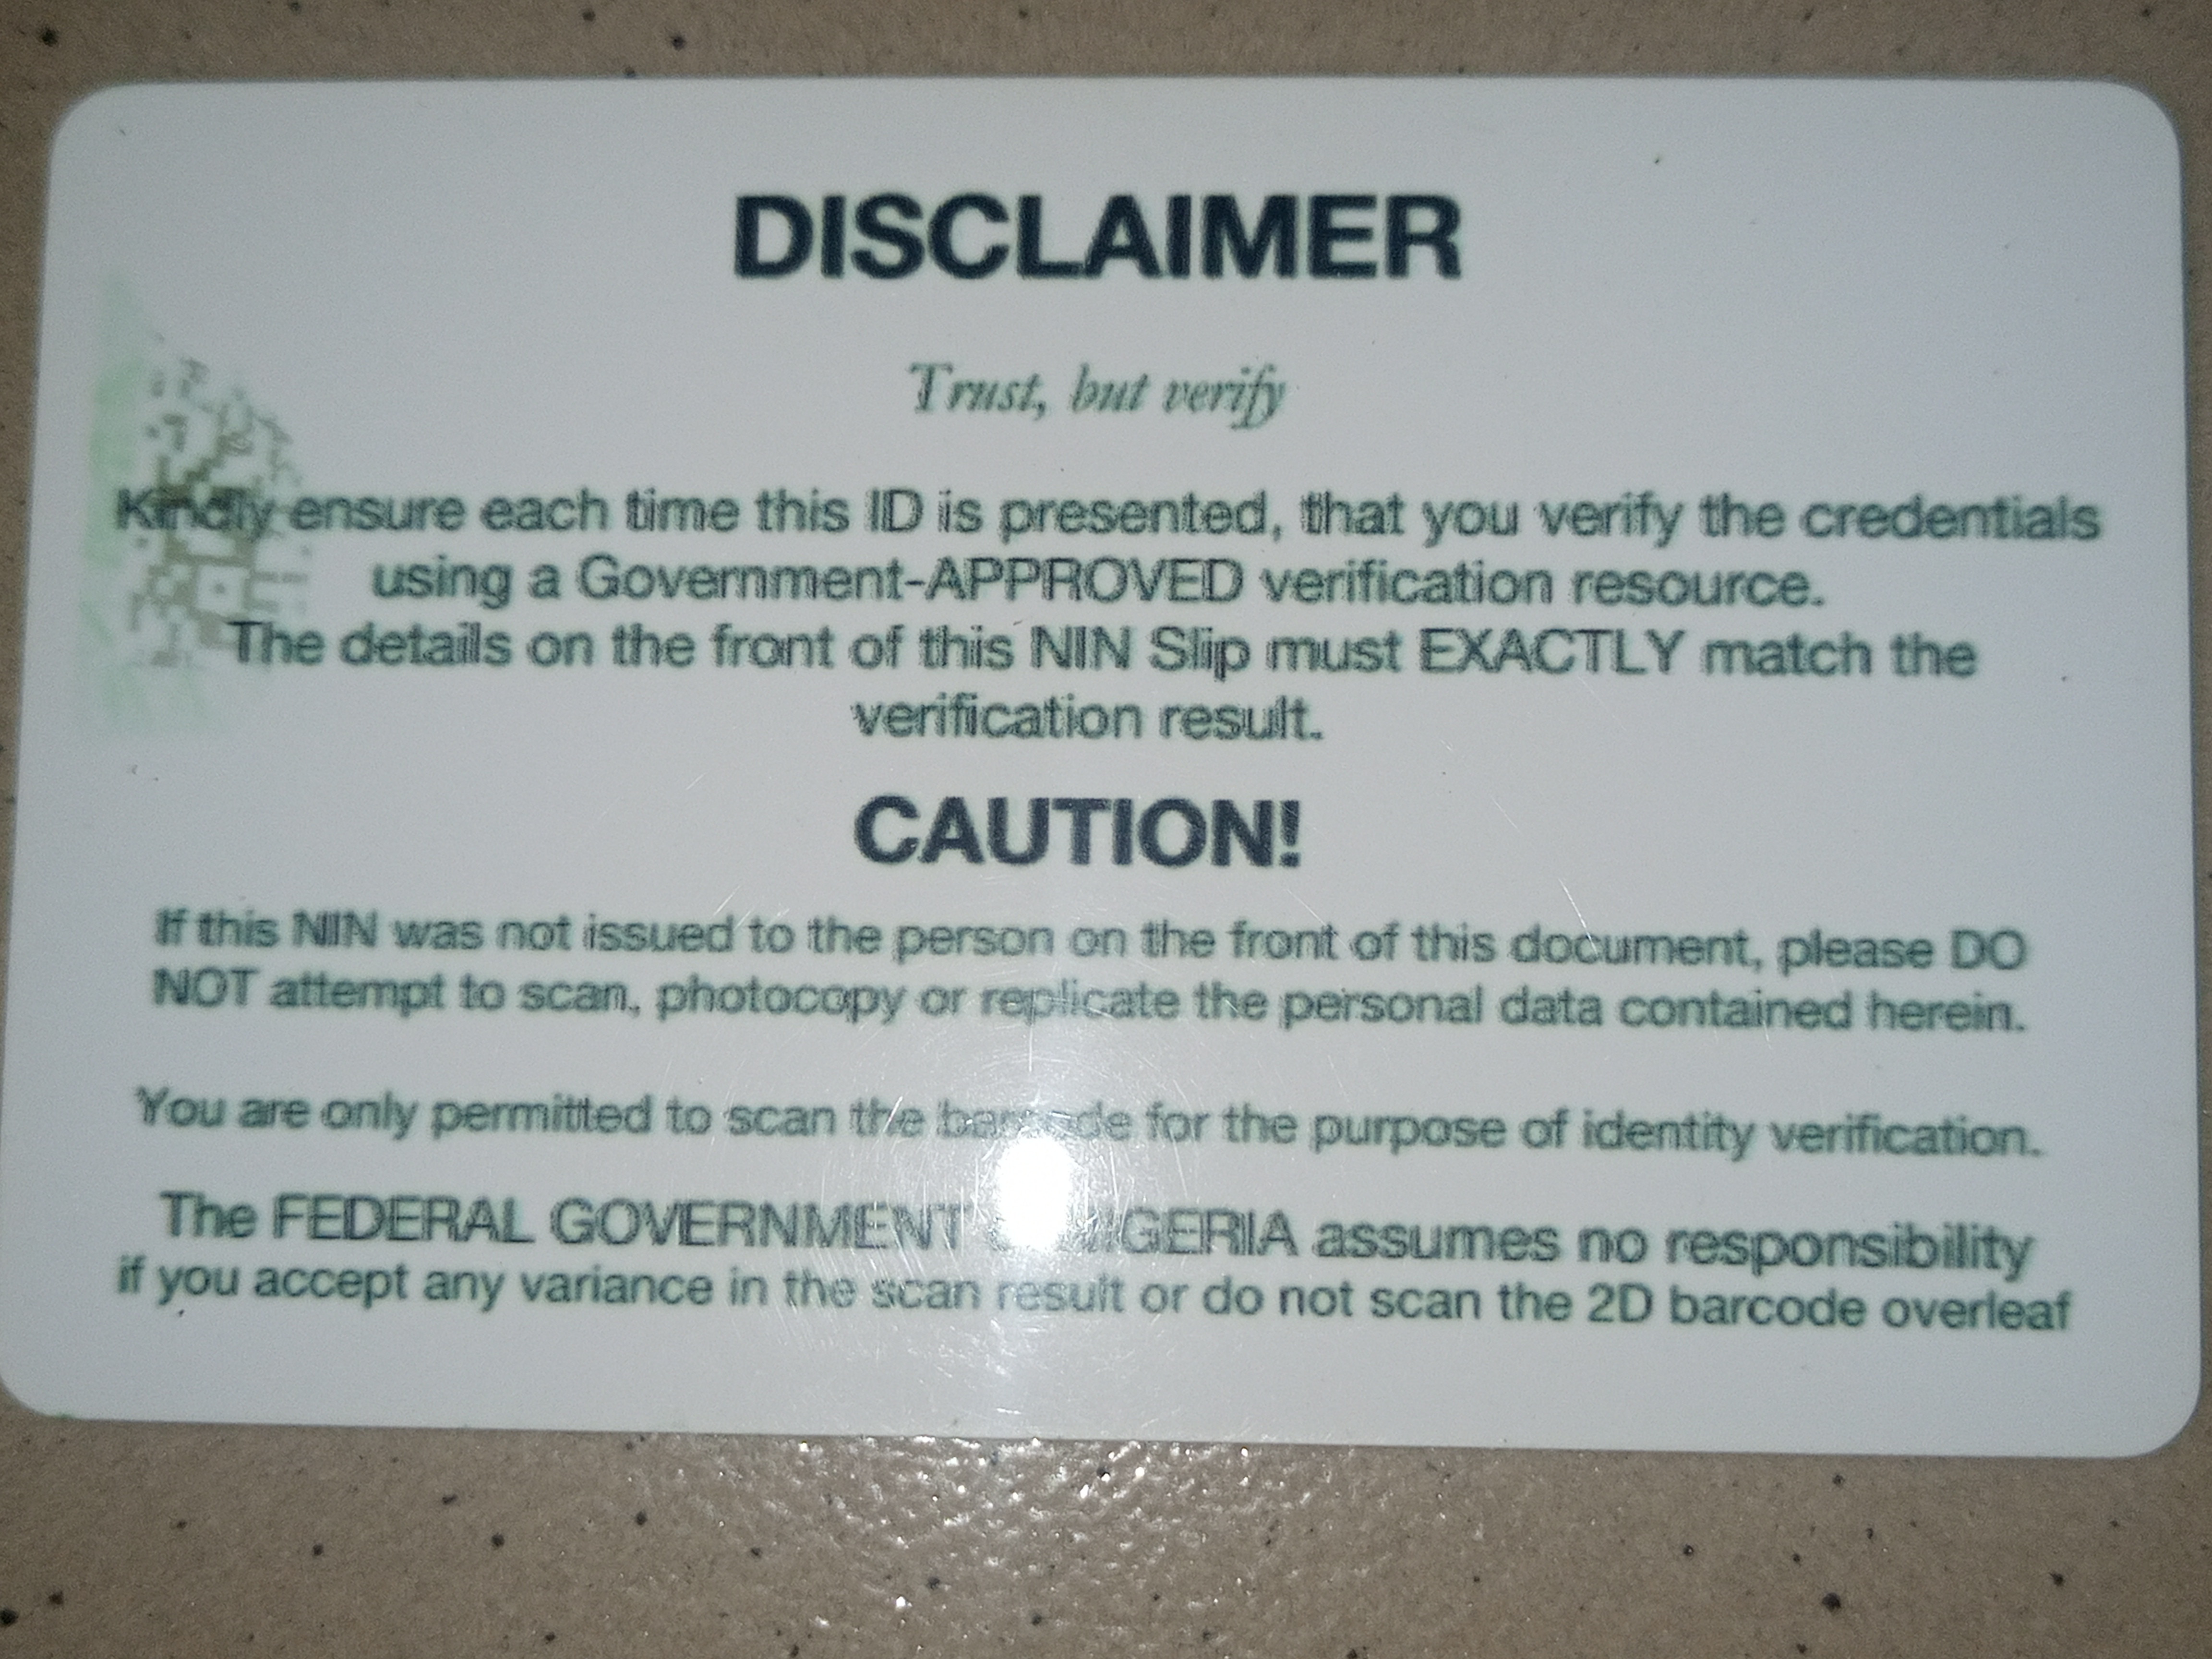 DISCLAIMER
Trust, but verify
Kindly ensure each time this ID is presented, that you verify the credentials
using a Government-APPROVED verification resource.
The details on the front of this NIN Slip must EXACTLY match the
verification result.
CAUTION!
If this NIN was not issued to the person on the front of this document, please DO
NOT attempt to scan, photocopy or replicate the personal data contained herein.
You are only permitted to scan the barcode for the purpose of identity verification.
The FEDERAL GOVERNMENT NIGERIA assumes no responsibility
if you accept any variance in the scan result or do not scan the 2D barcode overleaf